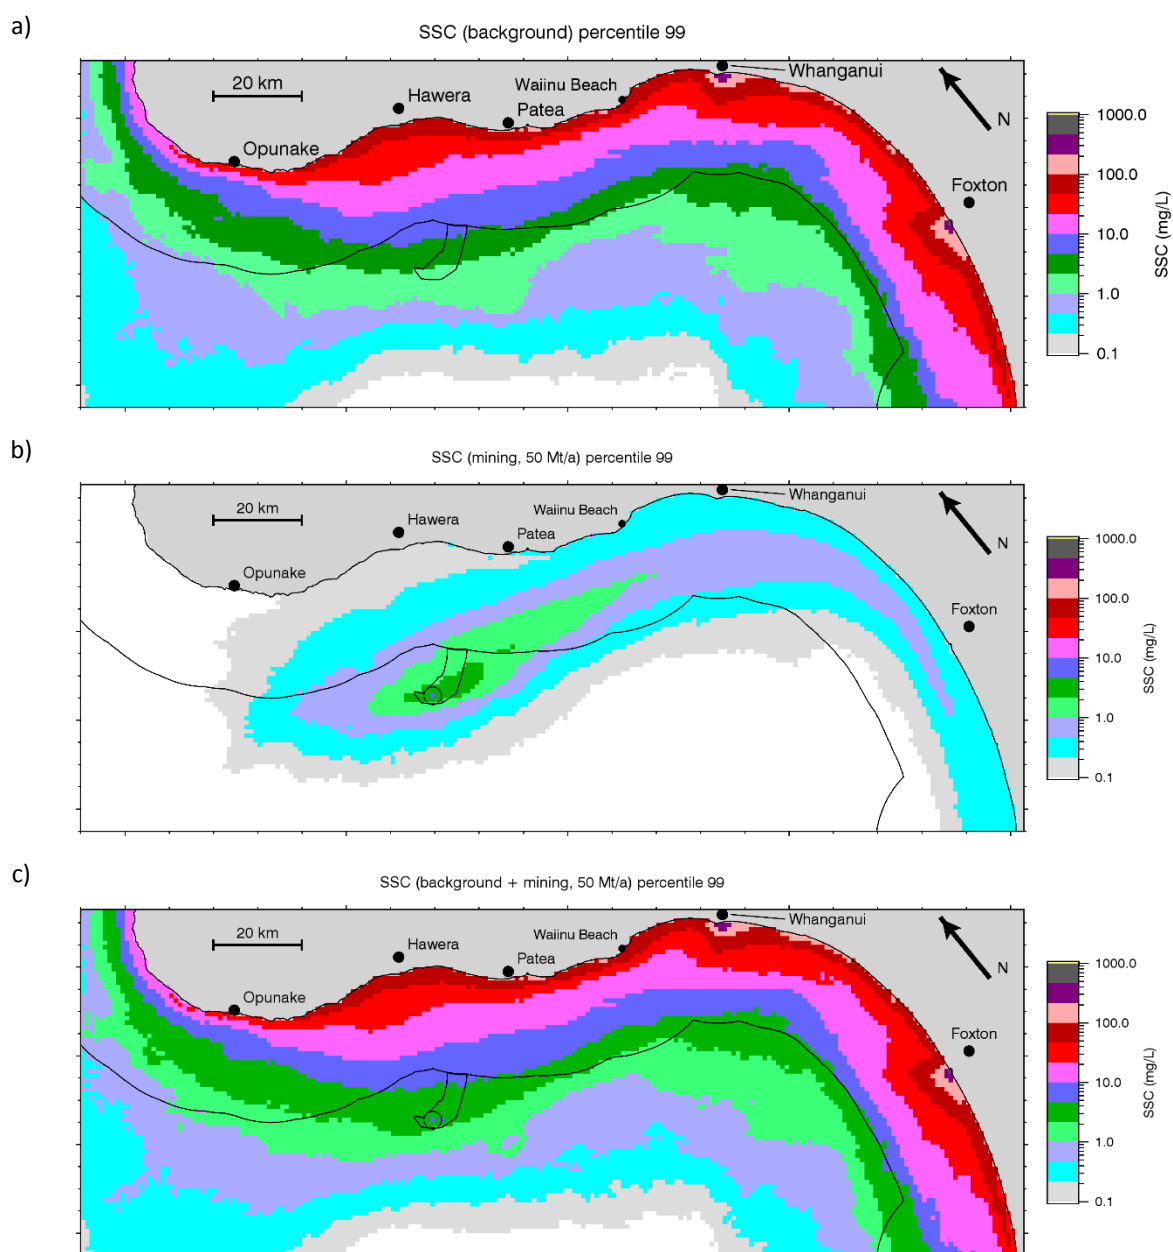 a)
SSC (background) percentile 99
20 km
Hawera
Waiinu Beach
Patea
Whanganui
Opunake
N
Foxton
1000.0
100.0
10.0
1.0
0.1
SSC (mg/L)
b)
SSC (mining, 50 Mt/a) percentile 99
20 km
Hawera
Waiinu Beach
Patea
Whanganui
Opunake
N
Foxton
1000.0
100.0
10.0
1.0
0.1
SSC (mg/L)
c)
SSC (background + mining, 50 Mt/a) percentile 99
20 km
Hawera
Waiinu Beach
Patea
Whanganui
Opunake
N
Foxton
1000.0
100.0
10.0
1.0
0.1
SSC (mg/L)